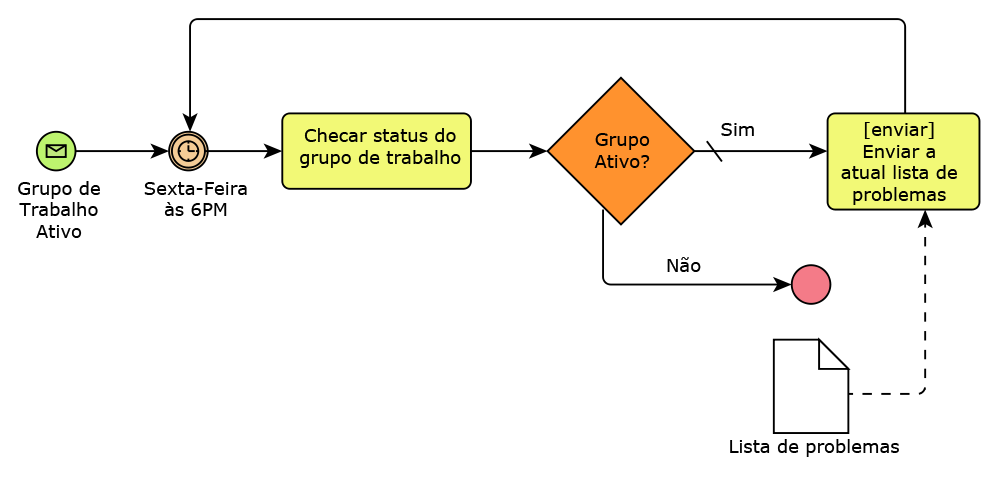 Grupo de
Trabalho
Ativo
Sexta-Feira
às 6PM
Checar status do
grupo de trabalho
Grupo
Ativo?
Sim
Não
[enviar]
Enviar a
atual lista de
problemas
Lista de problemas